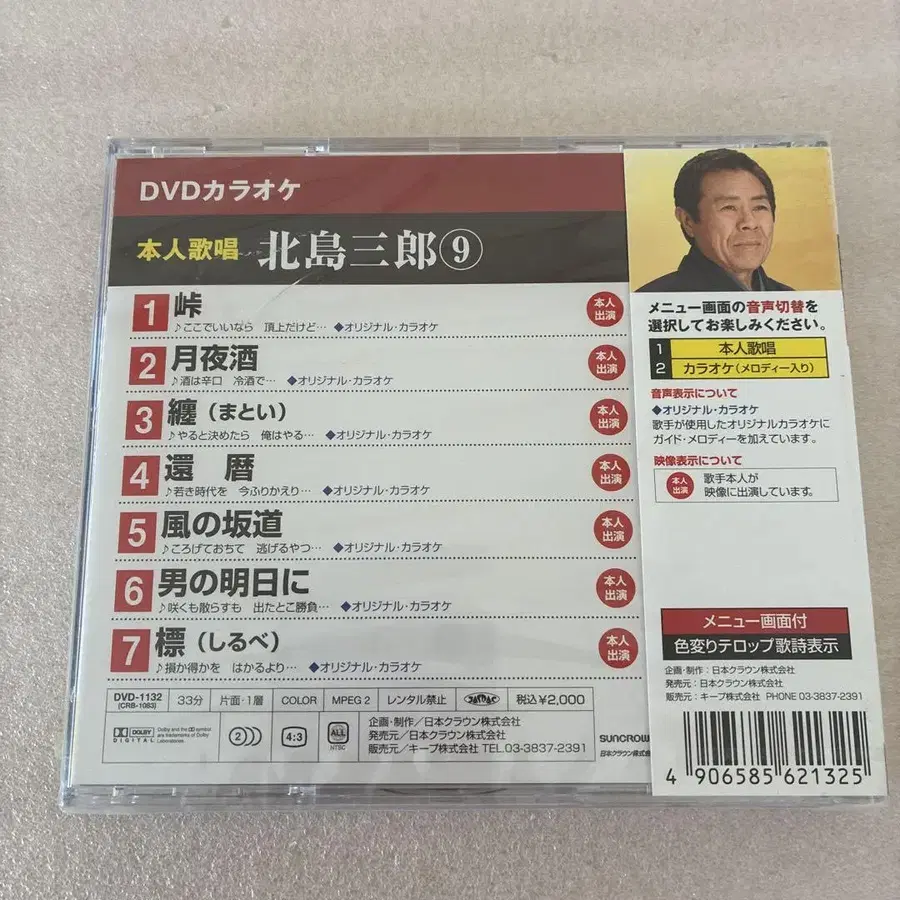 DVDカラオケ
本人歌唱 北島三郎⑨
1 峠 本人出演
♪ここでいいなら 頂上だけど… ◆オリジナル・カラオケ
2 月夜酒 本人出演
♪酒は辛口 冷酒で… ◆オリジナル・カラオケ
3 纏(まとい) 本人出演
♪やると決めたら 俺はやる… ◆オリジナル・カラオケ
4 還 暦 本人出演
♪若き時代を 今ふりかえり… ◆オリジナル・カラオケ
5 風の坂道 本人出演
♪ころげておちて 逃げるやつ… ◆オリジナル・カラオケ
6 男の明日に 本人出演
♪咲くも散らすも 出たとこ勝負… ◆オリジナル・カラオケ
7 標(しるべ) 本人出演
♪損か得かを はかるより… ◆オリジナル・カラオケ
DVD-1132 33分 片面・1層 COLOR MPEG 2 レンタル禁止 税込¥2,000
(CRB-1083)
DOLBY DIGITAL
Dolby and the DD symbol are trademarks of Dolby Laboratories.
2 4:3 ALL NTSC
企画・制作/日本クラウン株式会社
発売元/日本クラウン株式会社
販売元/キープ株式会社 TEL.03-3837-2391
SUNCROW
日本クラウン株式会
メニュー画面の音声切替を
選択してお楽しみください。
1 本人歌唱
2 カラオケ(メロディー入り)
音声表示について
◆オリジナル・カラオケ
歌手が使用したオリジナルカラオケに
ガイド・メロディーを加えています。
映像表示について
本人出演 歌手本人が
映像に出演しています。
メニュー画面付
色変りテロップ歌詩表示
企画・制作:日本クラウン株式会社
発売元:日本クラウン株式会社
販売元:キープ株式会社 PHONE 03-3837-2391
4 906585 621325